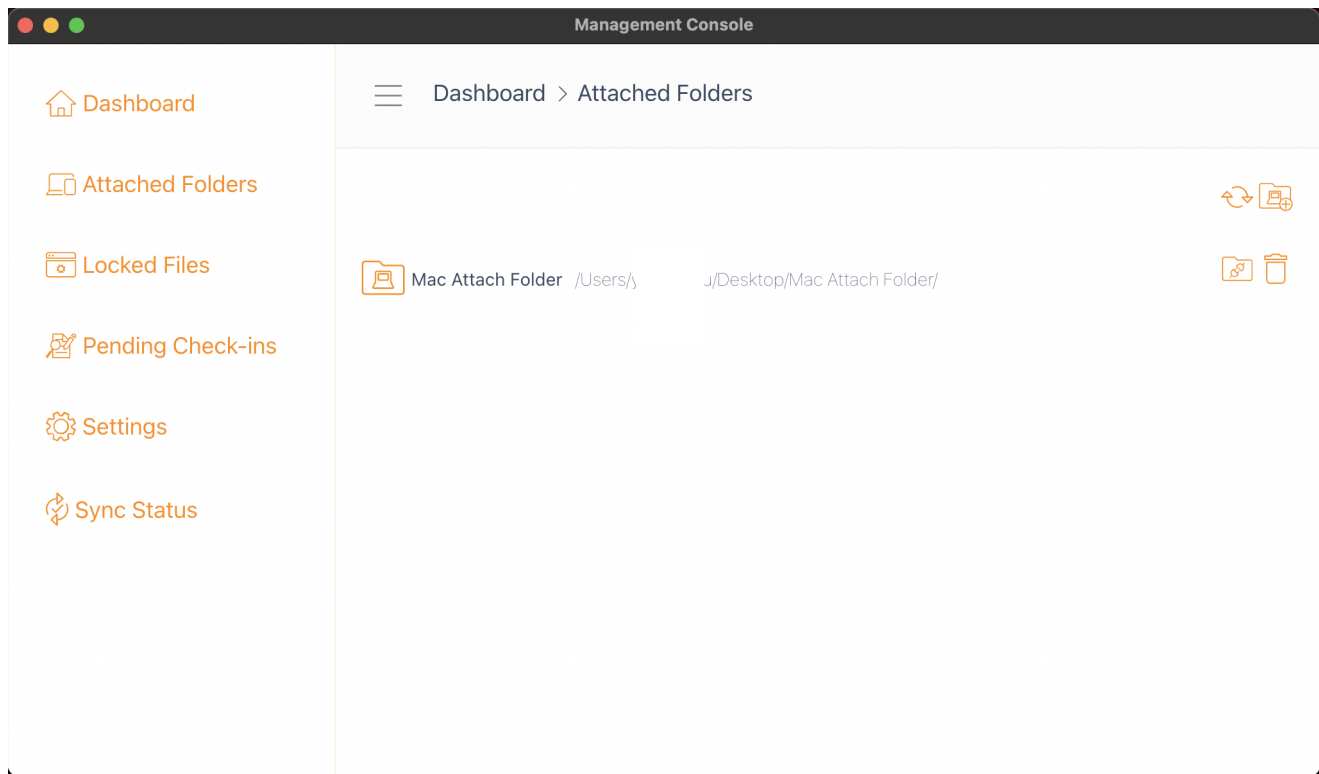 Management Console
Dashboard
Attached Folders
Locked Files
Pending Check-ins
Settings
Sync Status
Dashboard > Attached Folders
Mac Attach Folder /Users/ /Desktop/Mac Attach Folder/